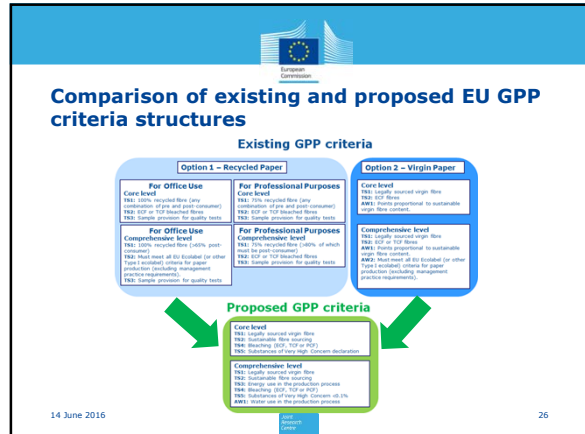 European
Commission
Comparison of existing and proposed EU GPP
criteria structures
Existing GPP criteria
Option 1 – Recycled Paper
For Office Use
Core level
TS1: 100% recycled fibre (any
combination of pre and post-consumer)
TS2: ECF or TCF bleached fibres
TS3: Sample provision for quality tests
For Professional Purposes
Core level
TS1: 75% recycled fibre (any
combination of pre and post-consumer)
TS2: ECF or TCF bleached fibres
TS3: Sample provision for quality tests
For Office Use
Comprehensive level
TS1: 100% recycled fibre (>65% post-
consumer)
TS2: Must meet all EU Ecolabel (or other
Type I ecolabel) criteria for paper
production (excluding management
practice requirements).
TS3: Sample provision for quality tests
For Professional Purposes
Comprehensive level
TS1: 75% recycled fibre (>40% of which
must be post-consumer)
TS2: ECF or TCF bleached fibres
TS3: Sample provision for quality tests
Option 2 – Virgin Paper
Core level
TS1: Legally sourced virgin fibre
TS2: ECF fibres
AW1: Points proportional to sustainable
virgin fibre content.
Comprehensive level
TS1: Legally sourced virgin fibre
TS2: ECF or TCF fibres
AW1: Points proportional to sustainable
virgin fibre content.
AW2: Must meet all EU Ecolabel (or other
Type I ecolabel) criteria for paper
production (excluding management
practice requirements).
Proposed GPP criteria
Core level
TS1: Legally sourced virgin fibre
TS2: Sustainable fibre sourcing
TS4: Bleaching (ECF, TCF or PCF)
TS5: Substances of Very High Concern declaration
Comprehensive level
TS1: Legally sourced virgin fibre
TS2: Sustainable fibre sourcing
TS3: Energy use in the production process
TS4: Bleaching (ECF, TCF or PCF)
TS5: Substances of Very High Concern <0.1%
AW1: Water use in the production process
14 June 2016
Joint
Research
Centre
26